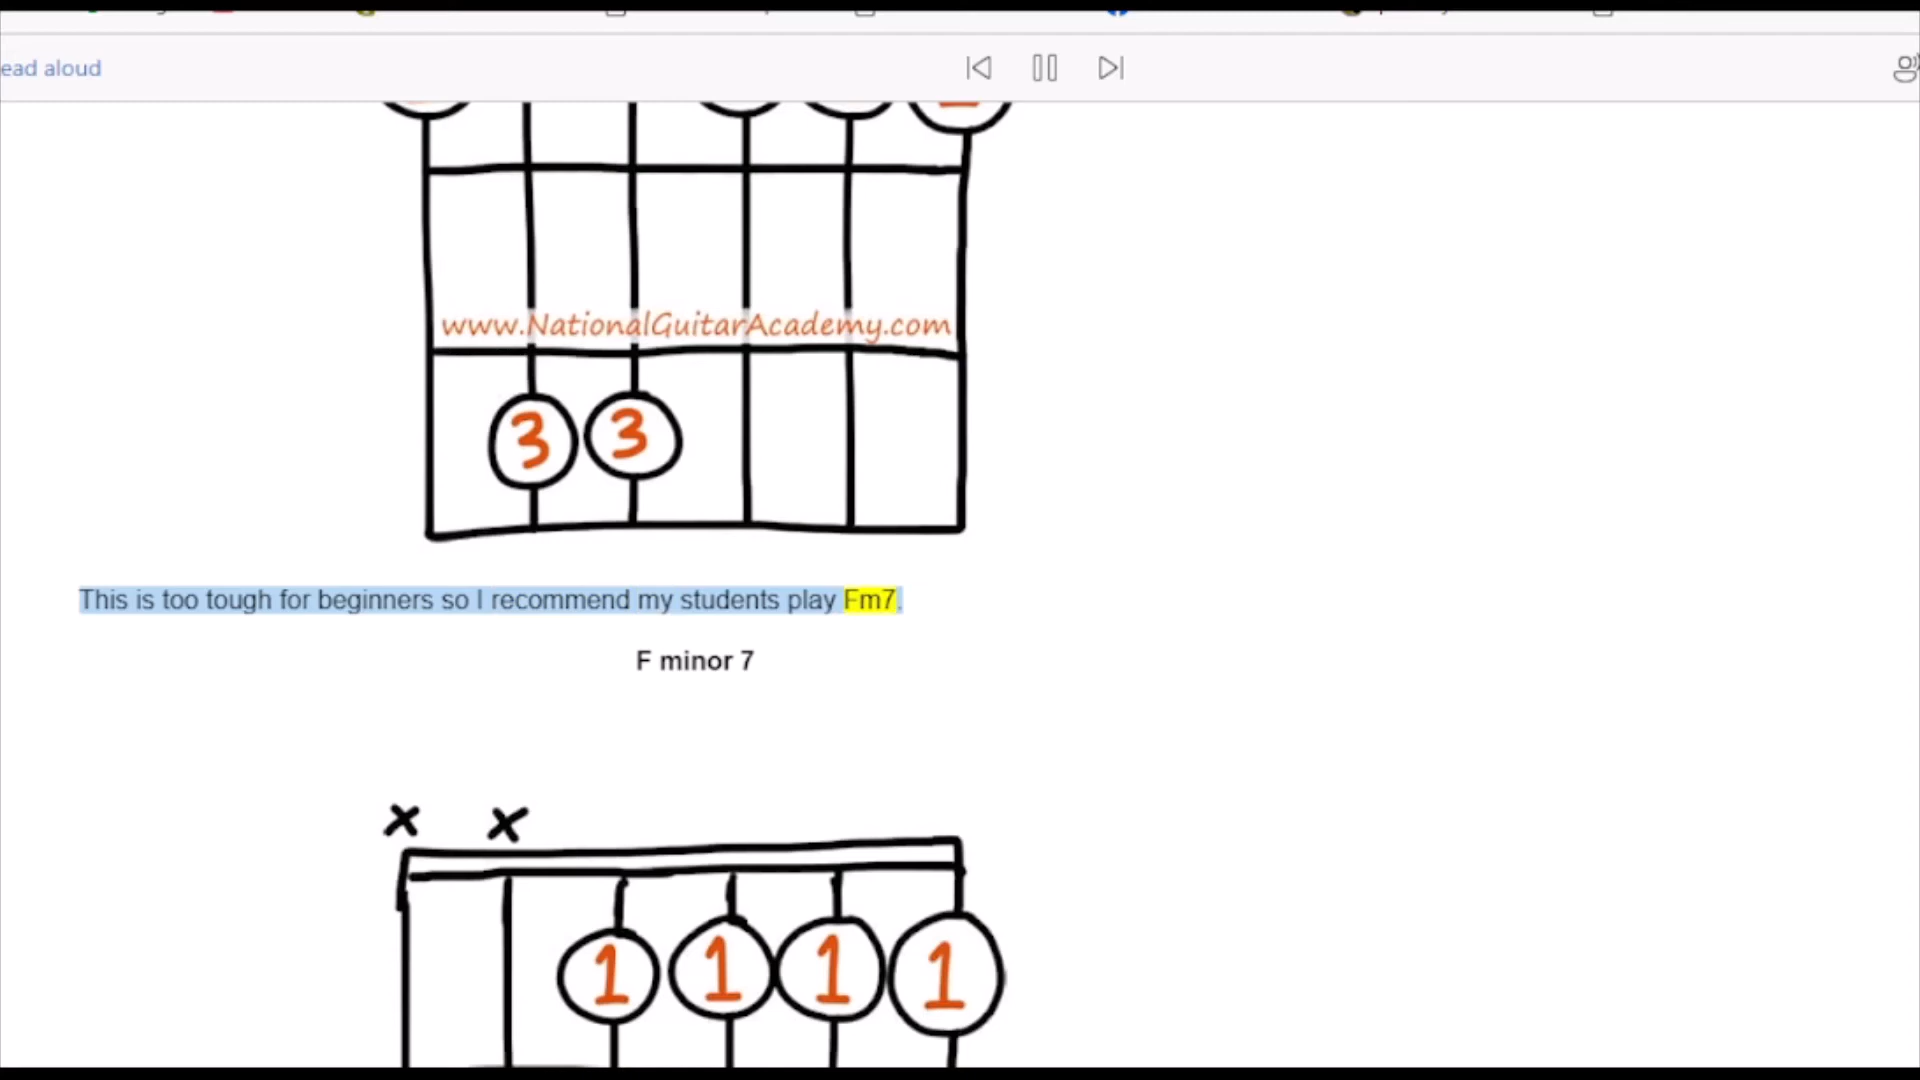 ead aloud
www.NationalGuitarAcademy.com
3 3
This is too tough for beginners so I recommend my students play Fm7.
F minor 7
x x
1 1 1 1